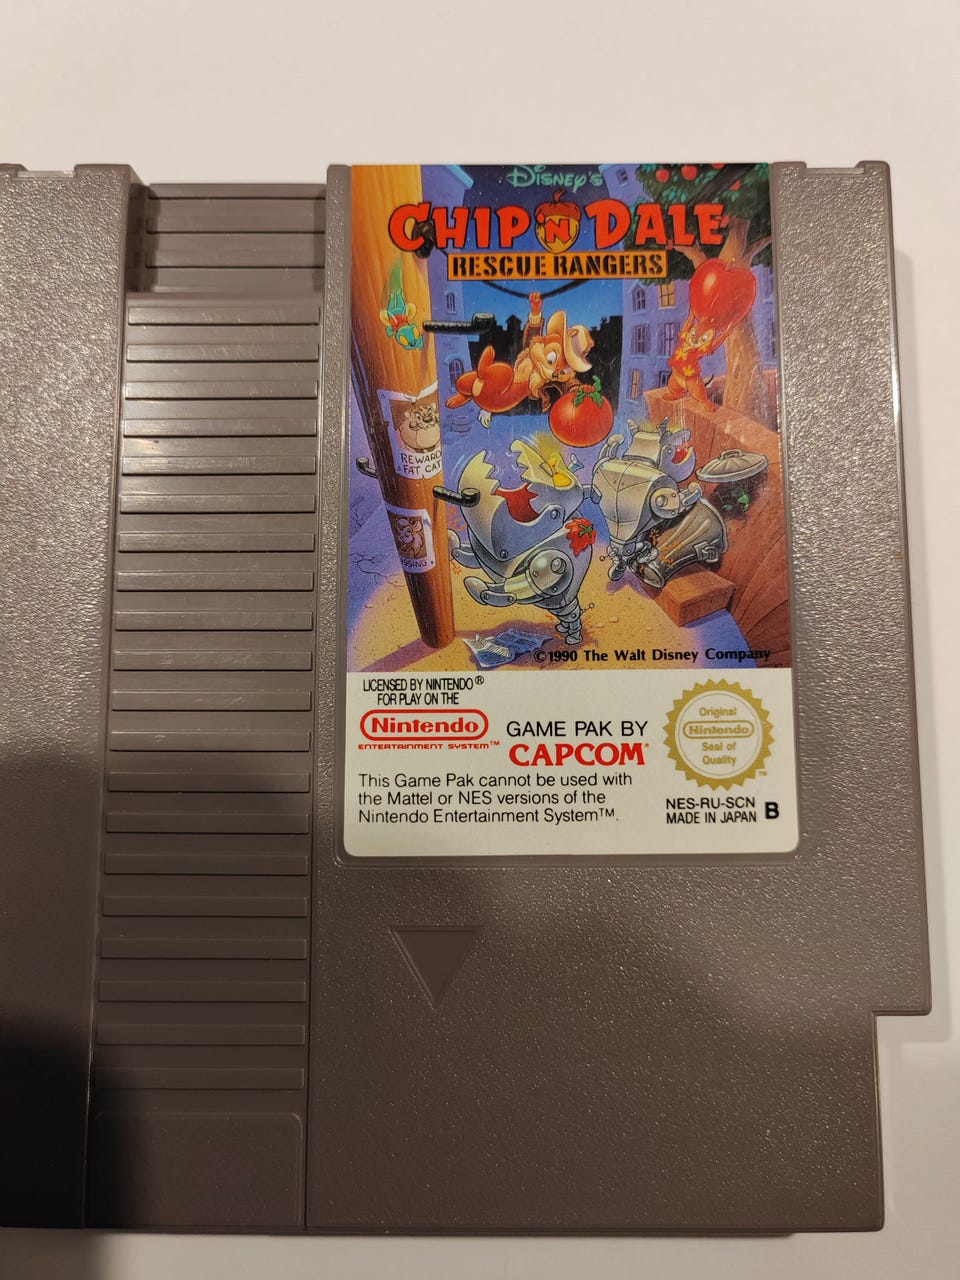 Disney's
CHIP 'N DALE
RESCUE RANGERS
REWARD
FAT CAT
SSING
©1990 The Walt Disney Company
LICENSED BY NINTENDO®
FOR PLAY ON THE
Nintendo
ENTERTAINMENT SYSTEM™
GAME PAK BY
CAPCOM®
This Game Pak cannot be used with
the Mattel or NES versions of the
Nintendo Entertainment System™.
Original
Nintendo
Seal of
Quality
TM
NES-RU-SCN
MADE IN JAPAN B